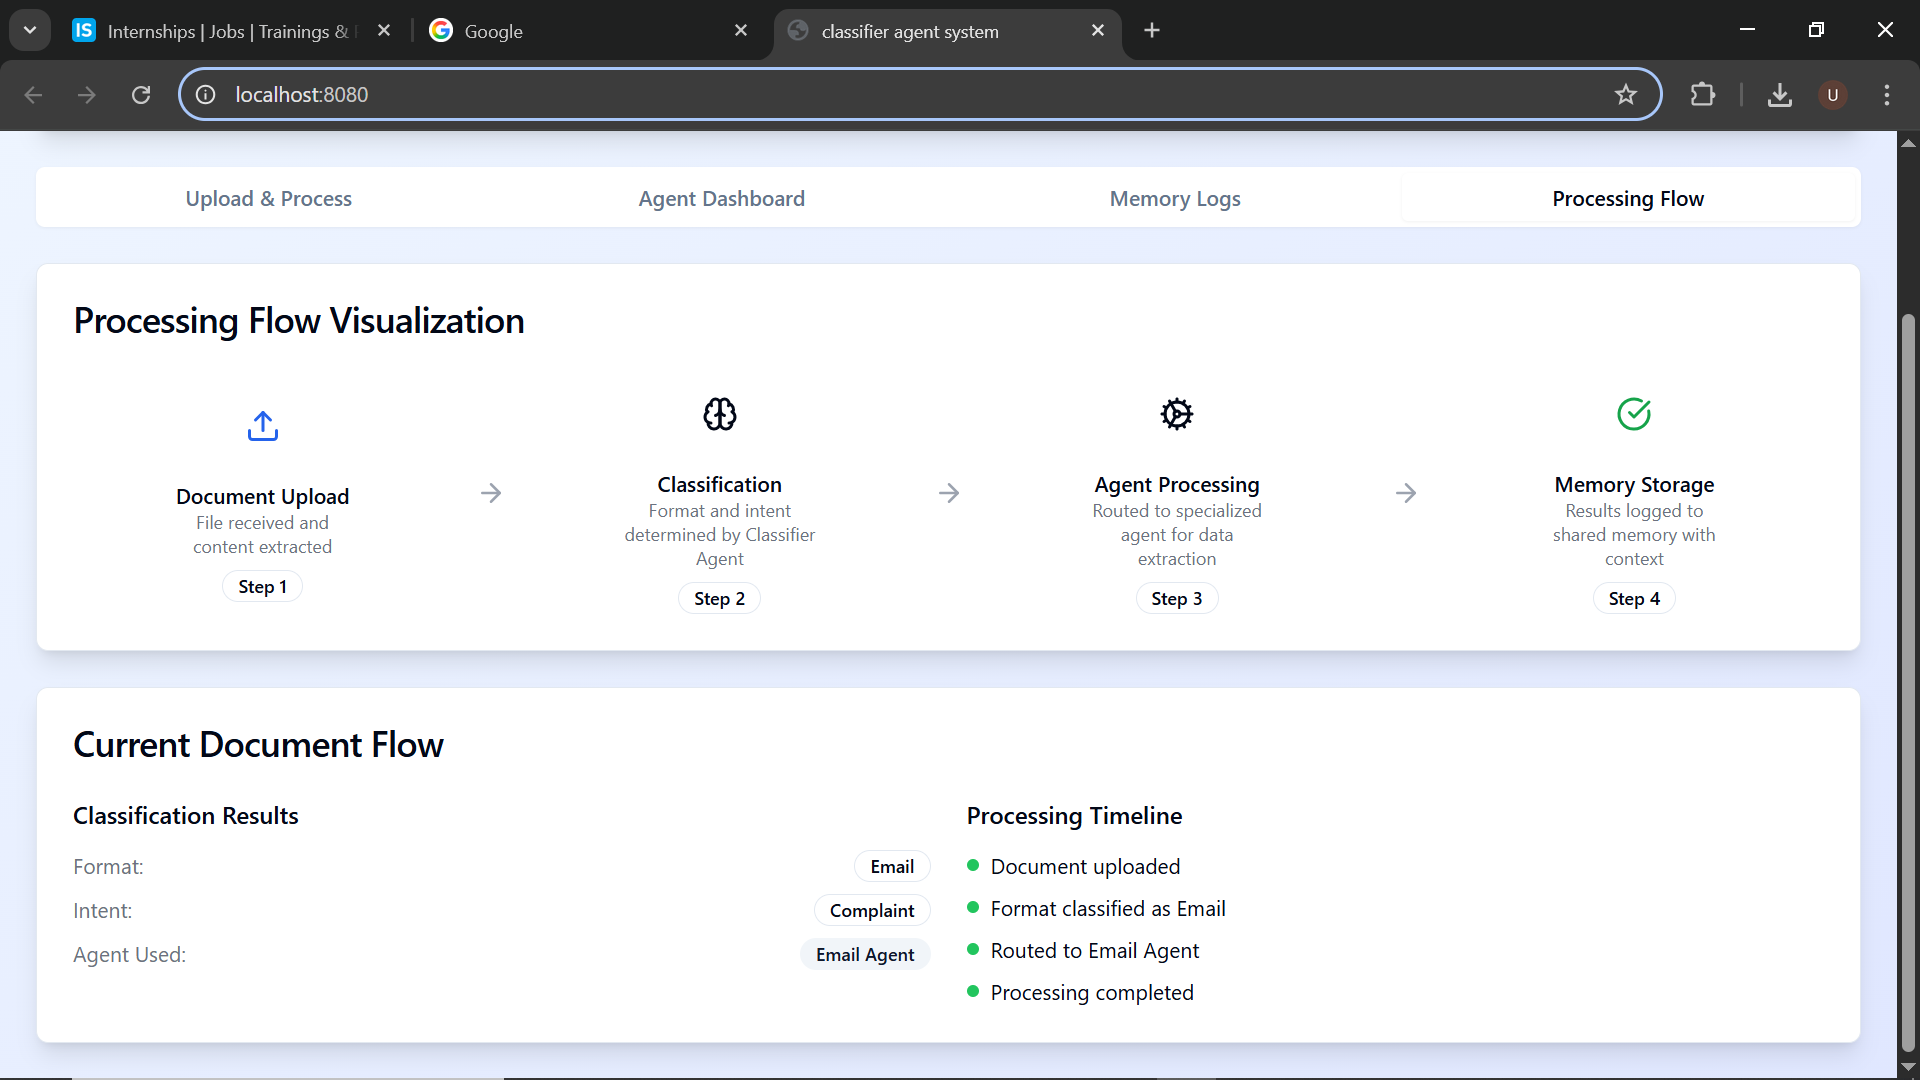 IS Internships | Jobs | Trainings &
Google
classifier agent system
localhost:8080
U
Upload & Process
Agent Dashboard
Memory Logs
Processing Flow
Processing Flow Visualization
Document Upload
File received and
content extracted
Step 1
Classification
Format and intent
determined by Classifier
Agent
Step 2
Agent Processing
Routed to specialized
agent for data
extraction
Step 3
Memory Storage
Results logged to
shared memory with
context
Step 4
Current Document Flow
Classification Results
Format: Email
Intent: Complaint
Agent Used: Email Agent
Processing Timeline
Document uploaded
Format classified as Email
Routed to Email Agent
Processing completed